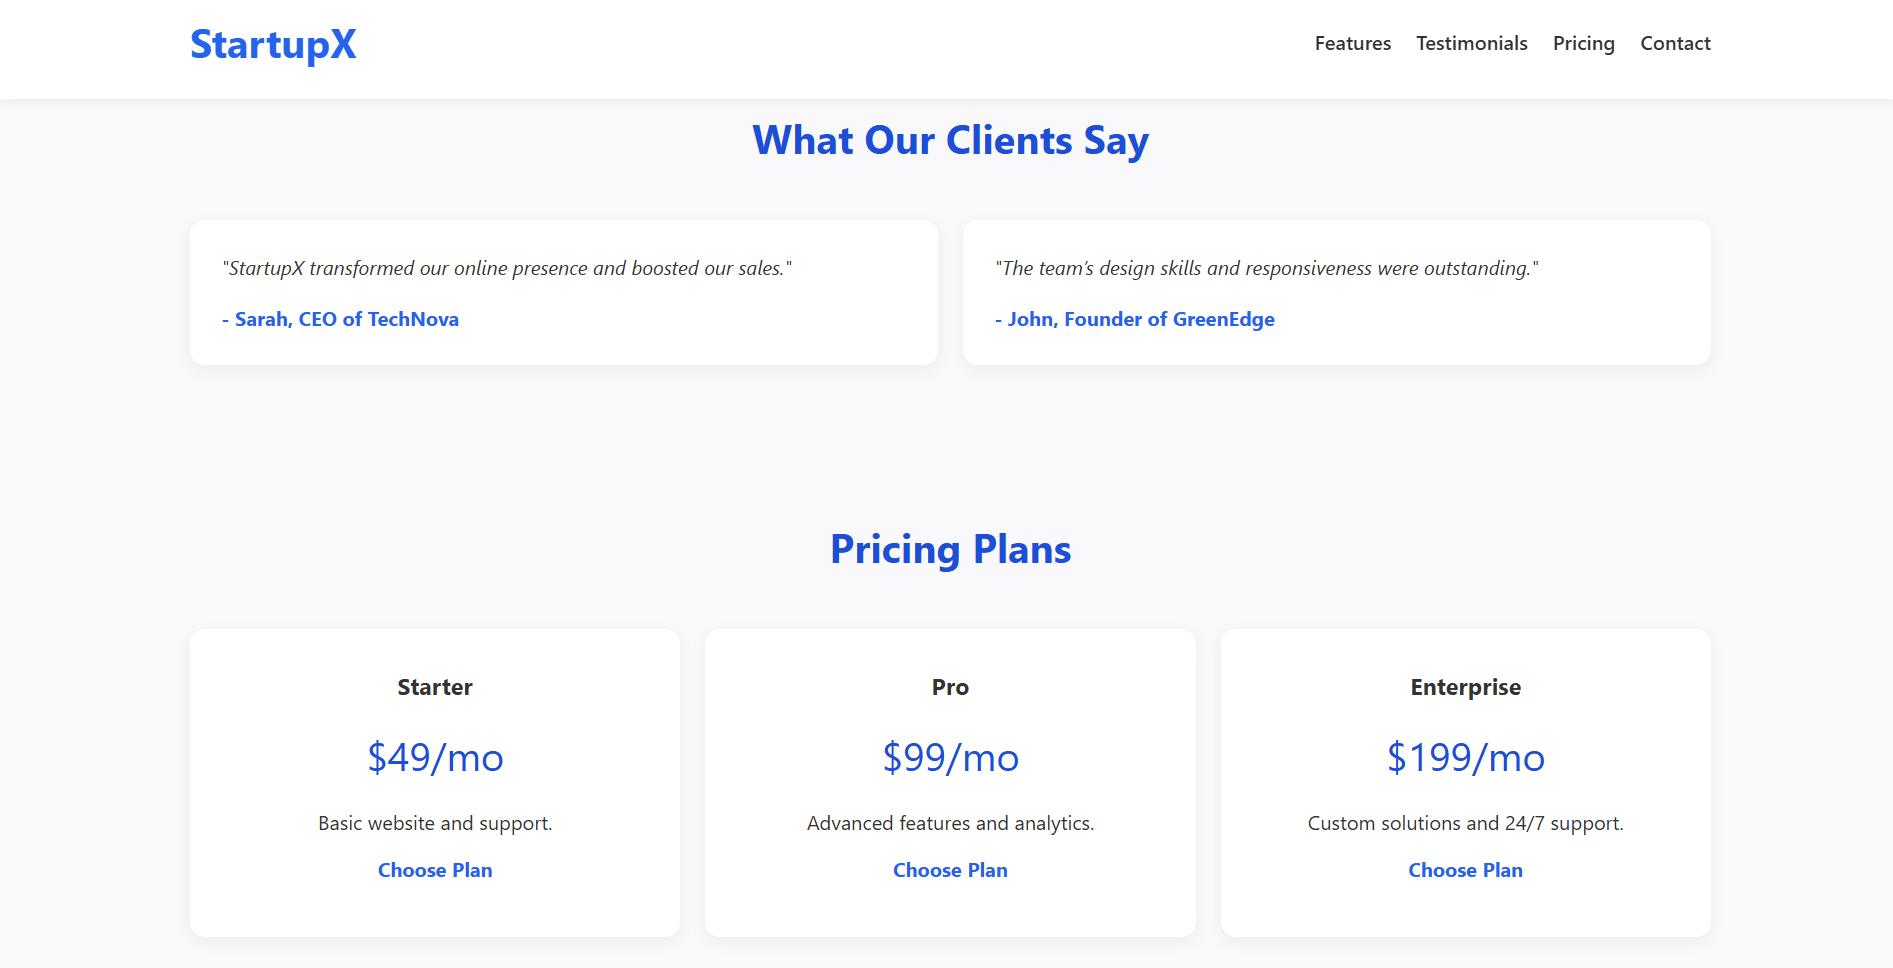 StartupX
Features Testimonials Pricing Contact
What Our Clients Say
"StartupX transformed our online presence and boosted our sales."
- Sarah, CEO of TechNova
"The team’s design skills and responsiveness were outstanding."
- John, Founder of GreenEdge
Pricing Plans
Starter
$49/mo
Basic website and support.
Choose Plan
Pro
$99/mo
Advanced features and analytics.
Choose Plan
Enterprise
$199/mo
Custom solutions and 24/7 support.
Choose Plan